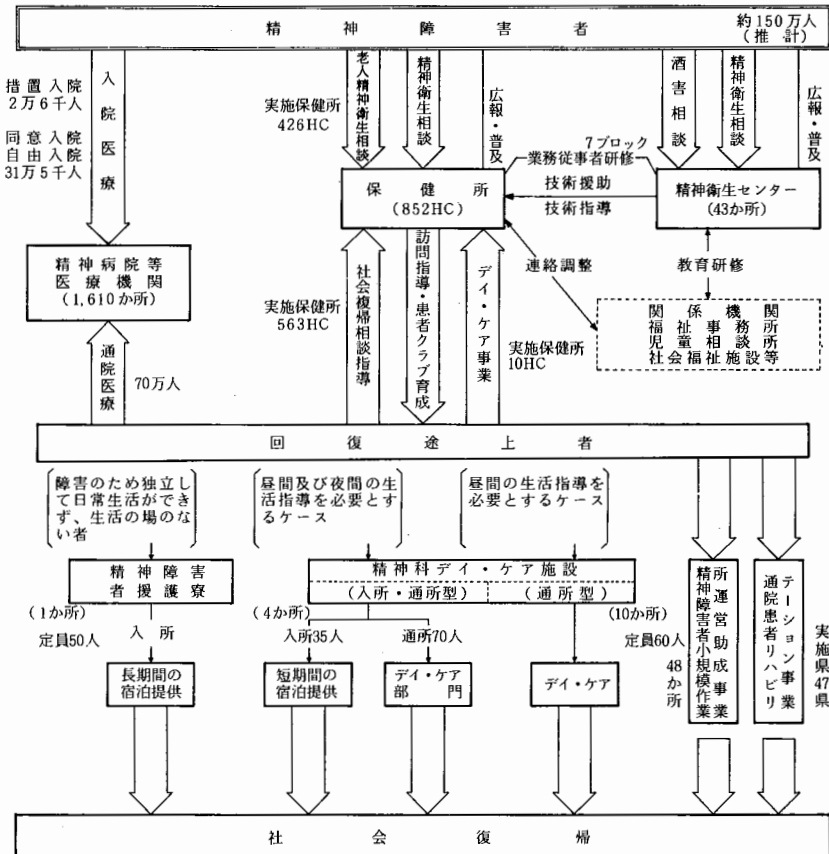 精神障害者
約150万人
(推計)
措置入院
2万6千人
同意入院
自由入院
31万5千人
入院医療
実施保健所
426HC
老人精神衛生相談
精神衛生相談
広報・普及
酒害相談
精神衛生相談
広報・普及
7ブロック
業務従事者研修
保健所
(852HC)
技術援助
技術指導
精神衛生センター
(43か所)
精神病院等
医療機関
(1,610か所)
連絡調整
教育研修
関係機関
福祉事務所
児童相談所
社会福祉施設等
通院医療
70万人
実施保健所
563HC
社会復帰相談指導
訪問指導・患者クラブ育成
デイ・ケア事業
実施保健所
10HC
回復途上者
障害のため独立し
て日常生活ができ
ず、生活の場のな
い者
昼間及び夜間の生
活指導を必要とす
るケース
昼間の生活指導を
必要とするケース
精神障害
者援護寮
精神科デイ・ケア施設
(入所・通所型)
(通所型)
(1か所)
定員50人
入所
(4か所)
入所35人
通所70人
(10か所)
定員60人
長期間の
宿泊提供
短期間の
宿泊提供
デイ・ケア
部門
デイ・ケア
精神障害者小規模作業
所運営助成事業
48か所
通院患者リハビリ
テーション事業
実施県47県
社会復帰